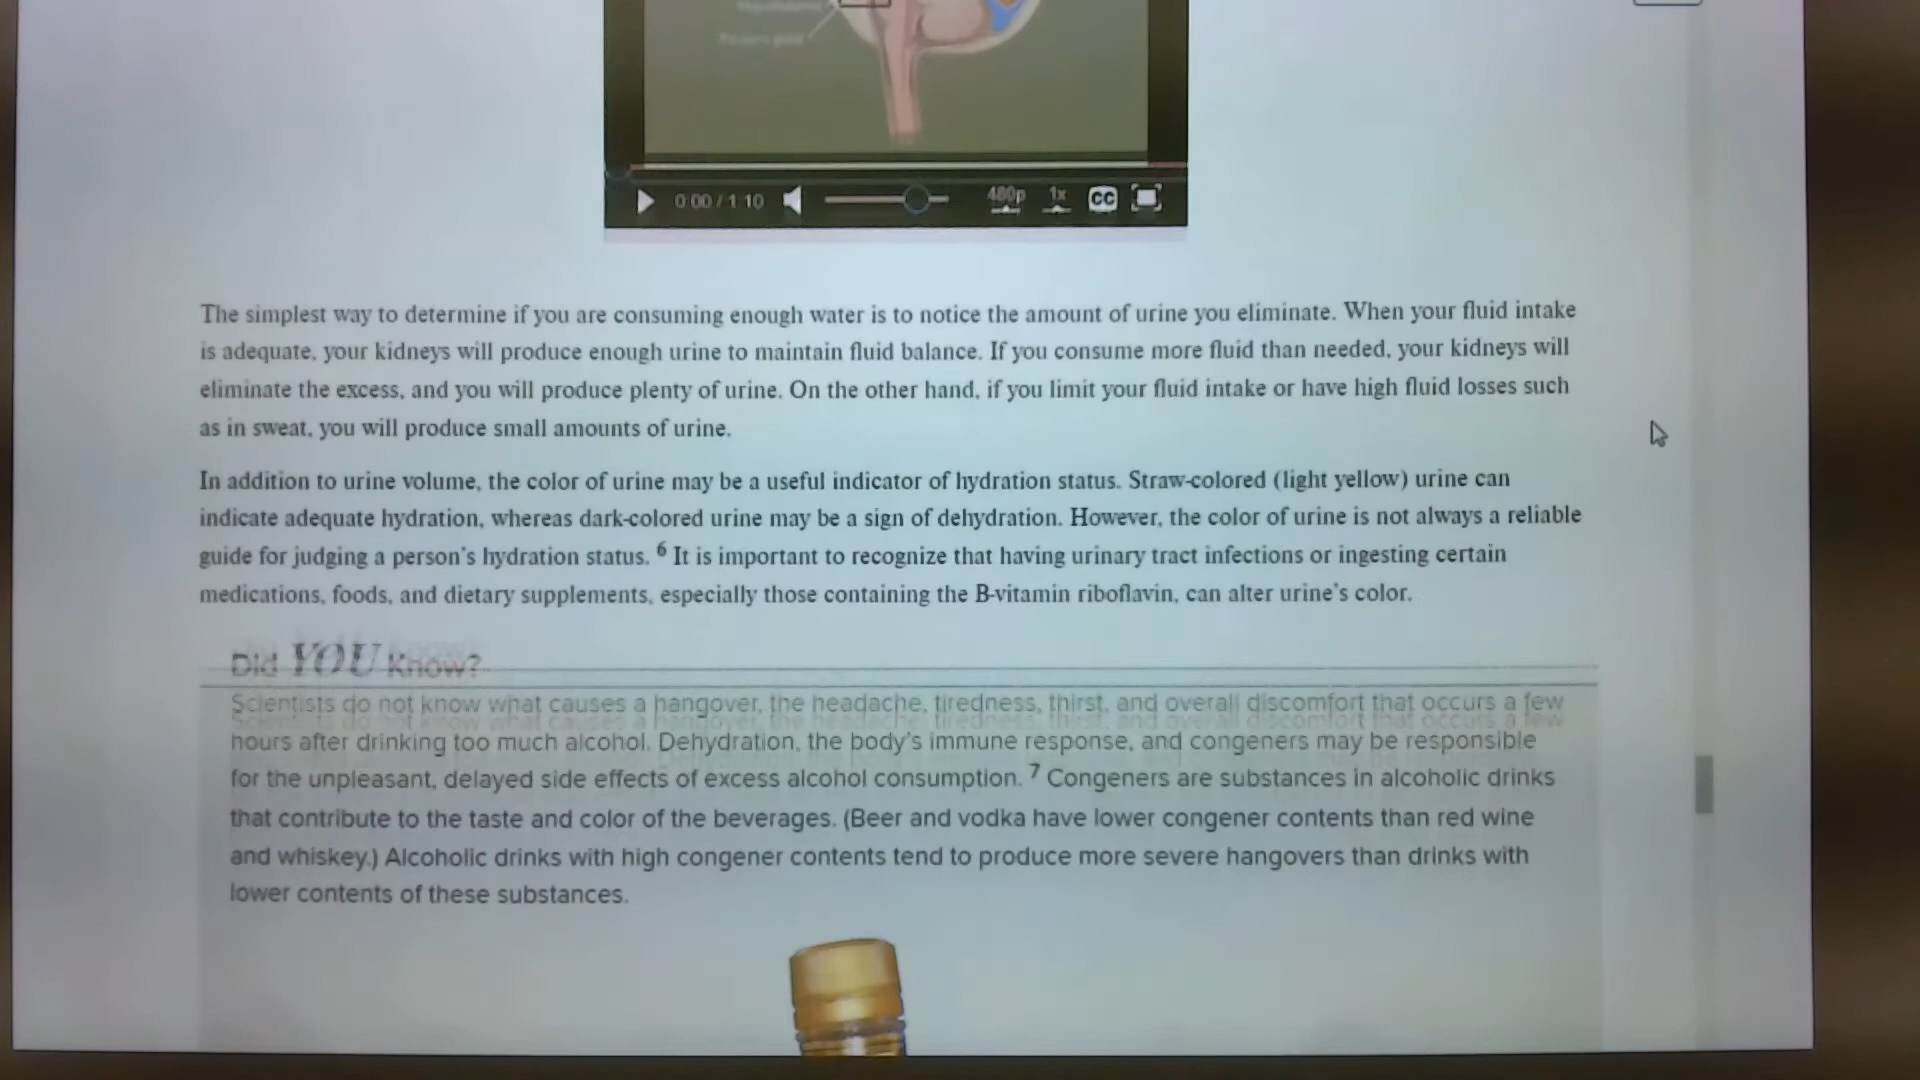 0:00 / 1:10
480p
1x
CC
The simplest way to determine if you are consuming enough water is to notice the amount of urine you eliminate. When your fluid intake
is adequate, your kidneys will produce enough urine to maintain fluid balance. If you consume more fluid than needed, your kidneys will
eliminate the excess, and you will produce plenty of urine. On the other hand, if you limit your fluid intake or have high fluid losses such
as in sweat, you will produce small amounts of urine.
In addition to urine volume, the color of urine may be a useful indicator of hydration status. Straw-colored (light yellow) urine can
indicate adequate hydration, whereas dark-colored urine may be a sign of dehydration. However, the color of urine is not always a reliable
guide for judging a person's hydration status. 6 It is important to recognize that having urinary tract infections or ingesting certain
medications, foods, and dietary supplements, especially those containing the B-vitamin riboflavin, can alter urine's color.
Did YOU Know?
Scientists do not know what causes a hangover, the headache, tiredness, thirst, and overall discomfort that occurs a few
hours after drinking too much alcohol. Dehydration, the body's immune response, and congeners may be responsible
for the unpleasant, delayed side effects of excess alcohol consumption. 7 Congeners are substances in alcoholic drinks
that contribute to the taste and color of the beverages. (Beer and vodka have lower congener contents than red wine
and whiskey.) Alcoholic drinks with high congener contents tend to produce more severe hangovers than drinks with
lower contents of these substances.